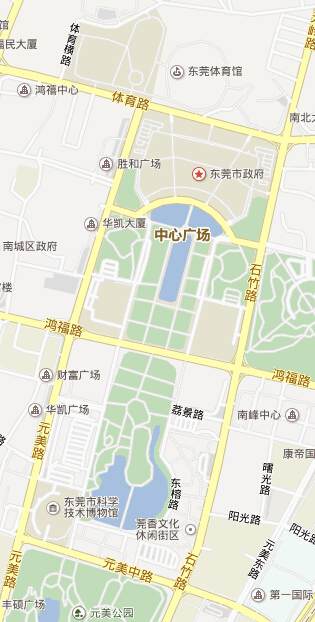 体育横路
福民大厦
东莞体育馆
鸿禧中心
体育路
南北大
胜和广场
东莞市政府
华凯大厦
中心广场
南城区政府
石竹路
鸿福路
鸿福路
财富广场
华凯广场
荔景路
南峰中心
元美路
康帝国
曙光路
东榕路
东莞市科学
技术博物馆
莞香文化
休闲街区
阳光路
阳光路
元美东路
元美路
元美中路
石竹路
第一国际
丰硕广场
元美公园